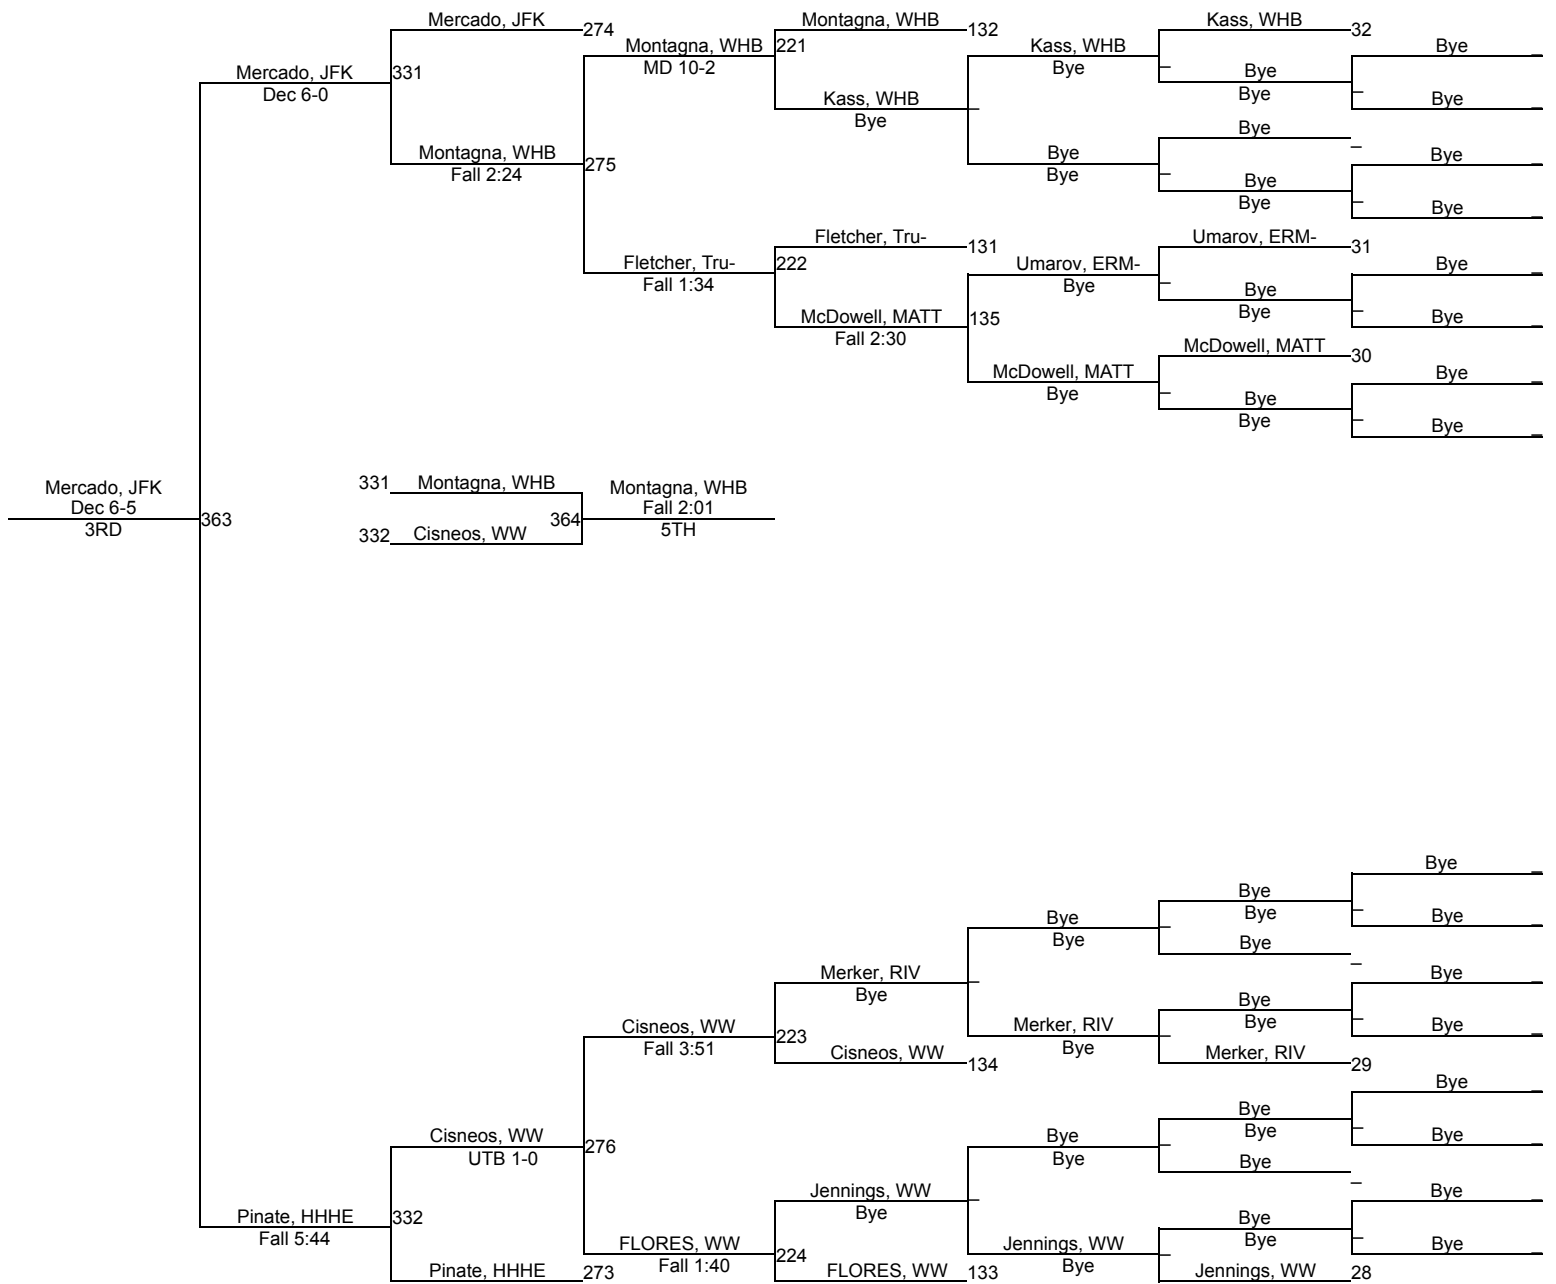 Mercado, JFK 274 Montagna, WHB 132 Kass, WHB 32
Montagna, WHB 221 Kass, WHB Bye _
MD 10-2 Bye _
Mercado, JFK 331 Bye
Dec 6-0 Kass, WHB Bye _
Bye _ Bye _
Bye
Montagna, WHB 275 Bye _ Bye _
Fall 2:24 Bye _ Bye
Bye _
Bye Bye _
Fletcher, Tru- 131 Umarov, ERM- 31
Fletcher, Tru- 222 Umarov, ERM- Bye _
Fall 1:34 Bye _
Bye
McDowell, MATT 135 Bye _ Bye _
Fall 2:30
McDowell, MATT 30
McDowell, MATT Bye _
Bye _ Bye
Bye _ Bye _
Mercado, JFK 331 Montagna, WHB Montagna, WHB
Dec 6-5 363 364 Fall 2:01
3RD 332 Cisneos, WW 5TH
Bye _
Bye
Bye Bye _ Bye _
Bye _ Bye
_
Merker, RIV _ Bye _
Bye Bye
Cisneos, WW 223 Merker, RIV Bye _ Bye _
Fall 3:51 Bye _
Cisneos, WW 134 Merker, RIV 29
Bye _
Bye
Cisneos, WW 276 Bye Bye _ Bye _
UTB 1-0 Bye _ Bye
_
Jennings, WW _ Bye _
Pinate, HHHE 332 Bye Bye
Fall 5:44 FLORES, WW 224 Jennings, WW Bye _ Bye _
Fall 1:40 Bye _
Pinate, HHHE 273 FLORES, WW 133 Jennings, WW 28